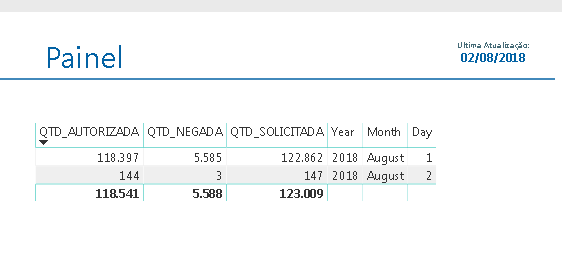 Painel
Ultima Atualização:
02/08/2018
QTD_AUTORIZADA QTD_NEGADA QTD_SOLICITADA Year Month Day
118.397 5.585 122.862 2018 August 1
144 3 147 2018 August 2
118.541 5.588 123.009